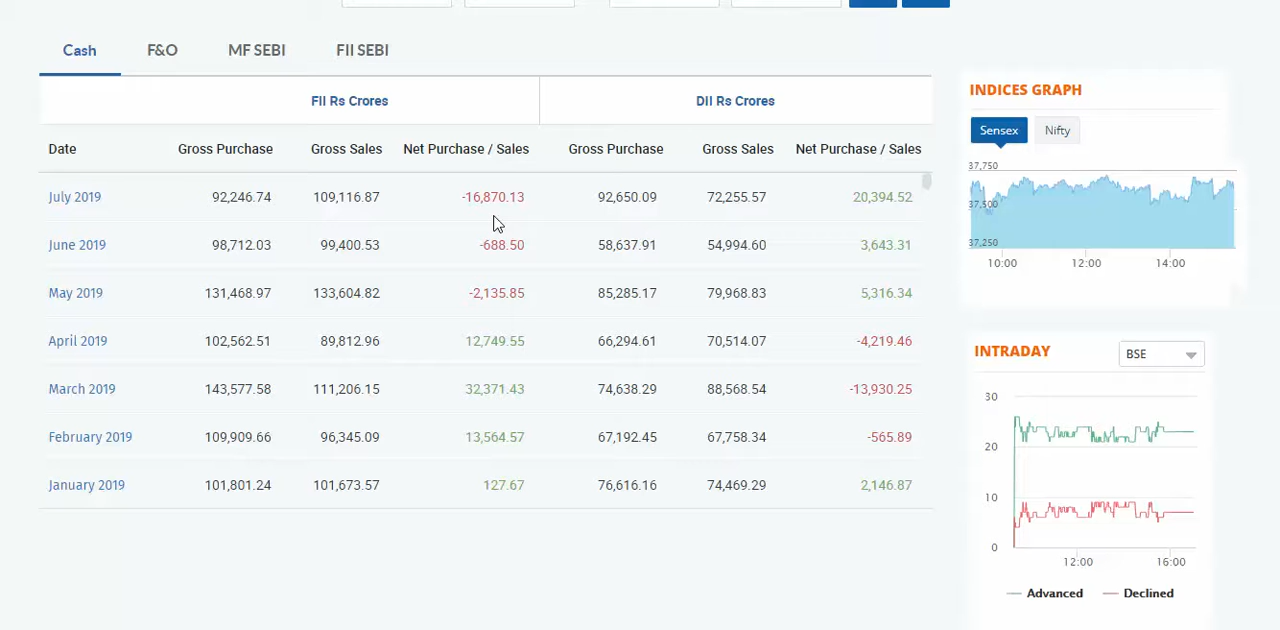 Cash F&O MF SEBI FII SEBI
FII Rs Crores DII Rs Crores
Date Gross Purchase Gross Sales Net Purchase / Sales Gross Purchase Gross Sales Net Purchase / Sales
July 2019 92,246.74 109,116.87 -16,870.13 92,650.09 72,255.57 20,394.52
June 2019 98,712.03 99,400.53 -688.50 58,637.91 54,994.60 3,643.31
May 2019 131,468.97 133,604.82 -2,135.85 85,285.17 79,968.83 5,316.34
April 2019 102,562.51 89,812.96 12,749.55 66,294.61 70,514.07 -4,219.46
March 2019 143,577.58 111,206.15 32,371.43 74,638.29 88,568.54 -13,930.25
February 2019 109,909.66 96,345.09 13,564.57 67,192.45 67,758.34 -565.89
January 2019 101,801.24 101,673.57 127.67 76,616.16 74,469.29 2,146.87
INDICES GRAPH
Sensex Nifty
37,750
37,500
37,250
10:00 12:00 14:00
INTRADAY BSE
30
20
10
0
12:00 16:00
Advanced Declined